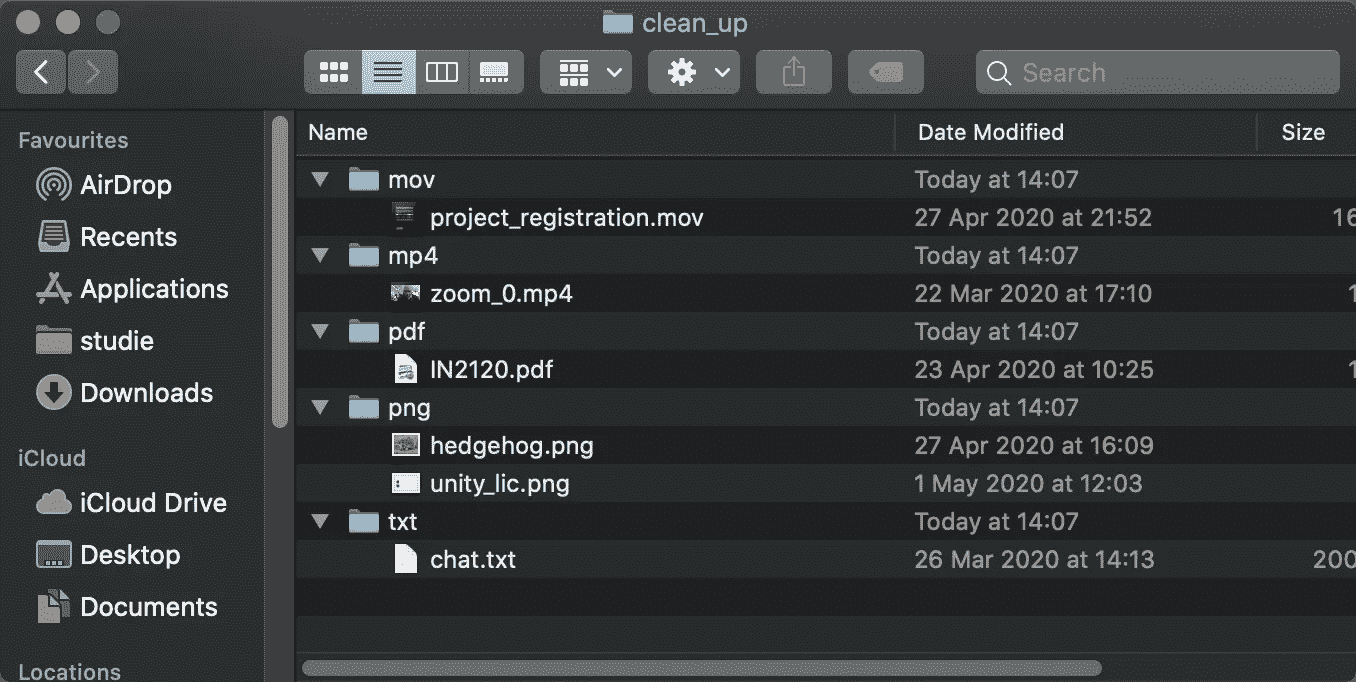 clean_up
Search
Favourites
AirDrop
Recents
Applications
studie
Downloads
iCloud
iCloud Drive
Desktop
Documents
Locations
Name Date Modified Size
mov Today at 14:07
project_registration.mov 27 Apr 2020 at 21:52 16
mp4 Today at 14:07
zoom_0.mp4 22 Mar 2020 at 17:10 1
pdf Today at 14:07
IN2120.pdf 23 Apr 2020 at 10:25 1
png Today at 14:07
hedgehog.png 27 Apr 2020 at 16:09
unity_lic.png 1 May 2020 at 12:03
txt Today at 14:07
chat.txt 26 Mar 2020 at 14:13 200